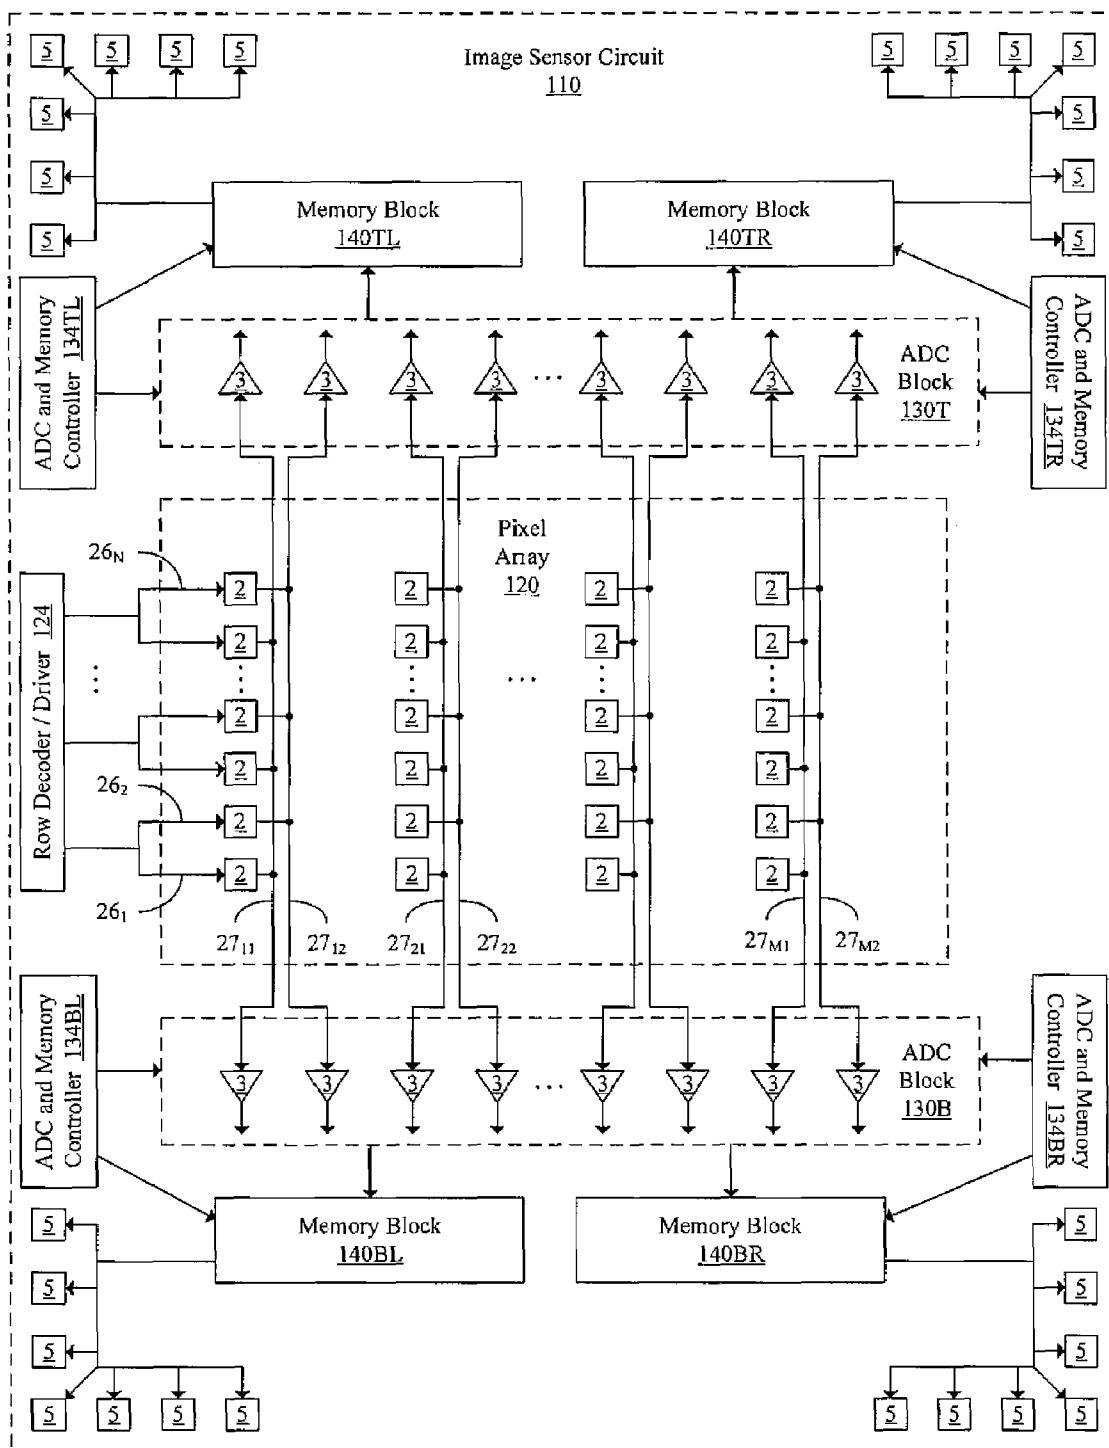 5 5 5 5
Image Sensor Circuit
110
5 5 5 5
5
5
5
5
5
5
Memory Block
140TL
Memory Block
140TR
ADC and Memory
Controller 134TL
3 3 3 3 ... 3 3 3 3
ADC
Block
130T
ADC and Memory
Controller 134TR
Pixel
Array
120
Row Decoder / Driver 124
26N
2 2 2 2
2 2 2 2
...
2 2 2 2
2 2 2 2
26₂
2 2 2 2
2 2 2 2
26₁
27₁₁ 27₁₂ 27₂₁ 27₂₂ 27M1 27M2
ADC and Memory
Controller 134BL
3 3 3 3 ... 3 3 3 3
ADC
Block
130B
ADC and Memory
Controller 134BR
Memory Block
140BL
Memory Block
140BR
5
5
5
5
5
5
5 5 5 5
5 5 5 5